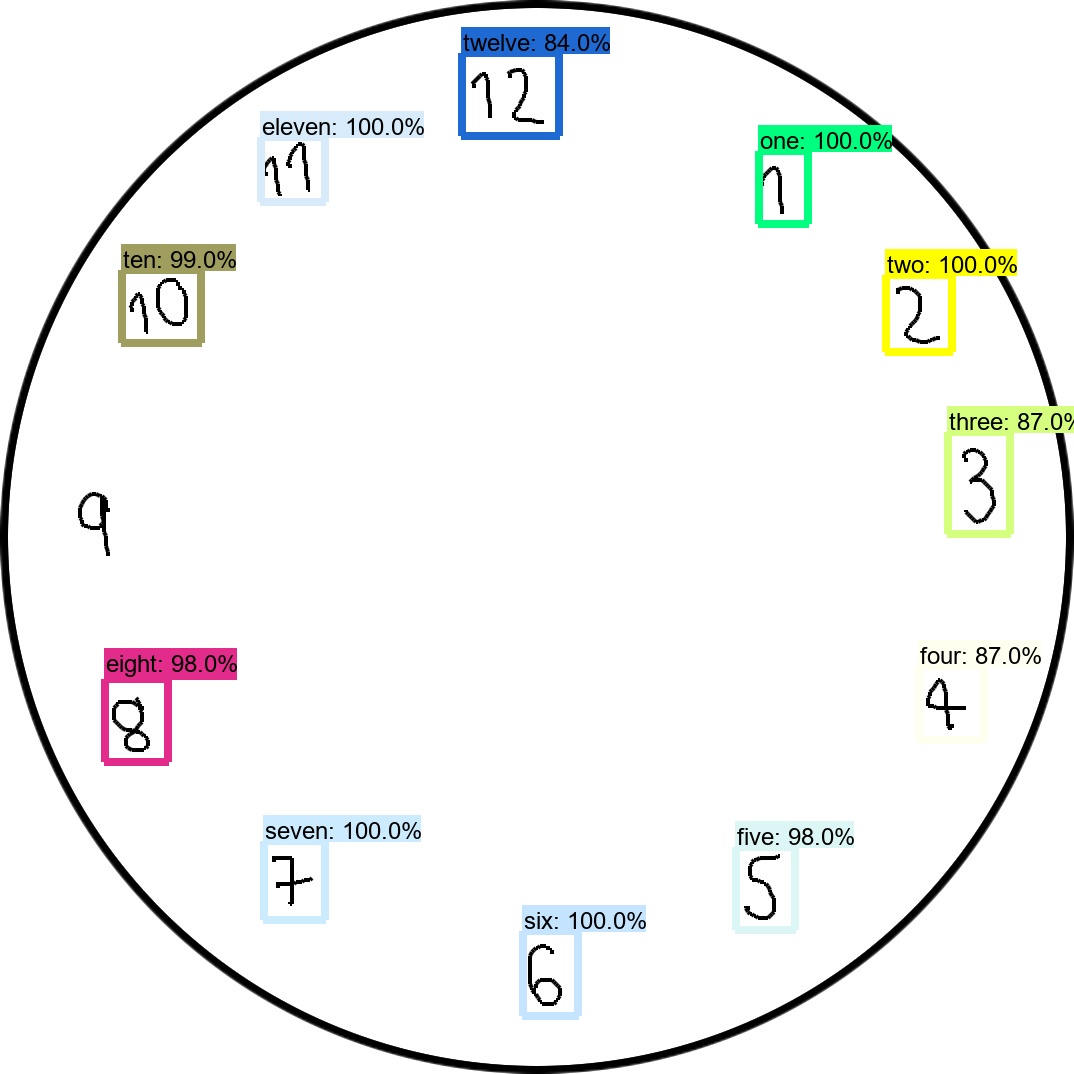 twelve: 84.0%
12
eleven: 100.0%
11
one: 100.0%
1
ten: 99.0%
10
two: 100.0%
2
three: 87.0%
3
9
four: 87.0%
4
eight: 98.0%
8
seven: 100.0%
7
five: 98.0%
5
six: 100.0%
6